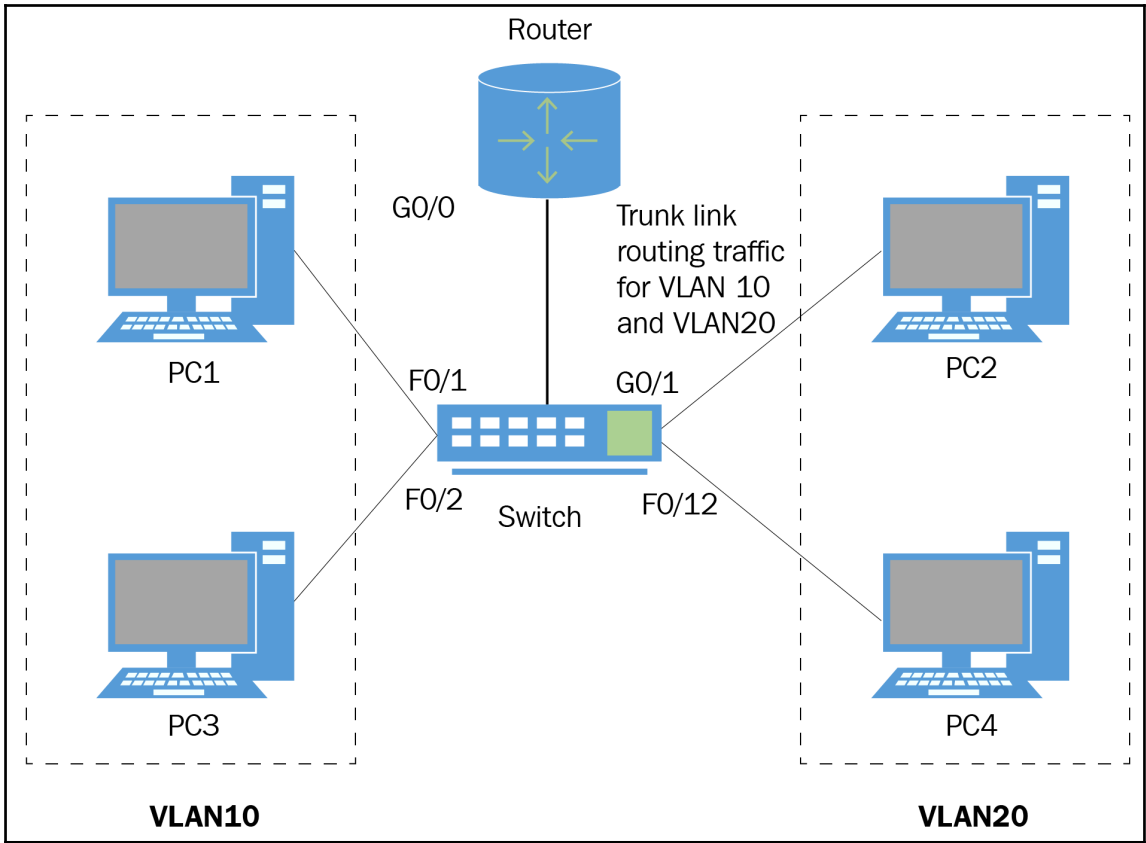 Router
G0/0
Trunk link
routing traffic
for VLAN 10
and VLAN20
PC1
PC2
F0/1
G0/1
F0/2
F0/12
Switch
PC3
PC4
VLAN10
VLAN20